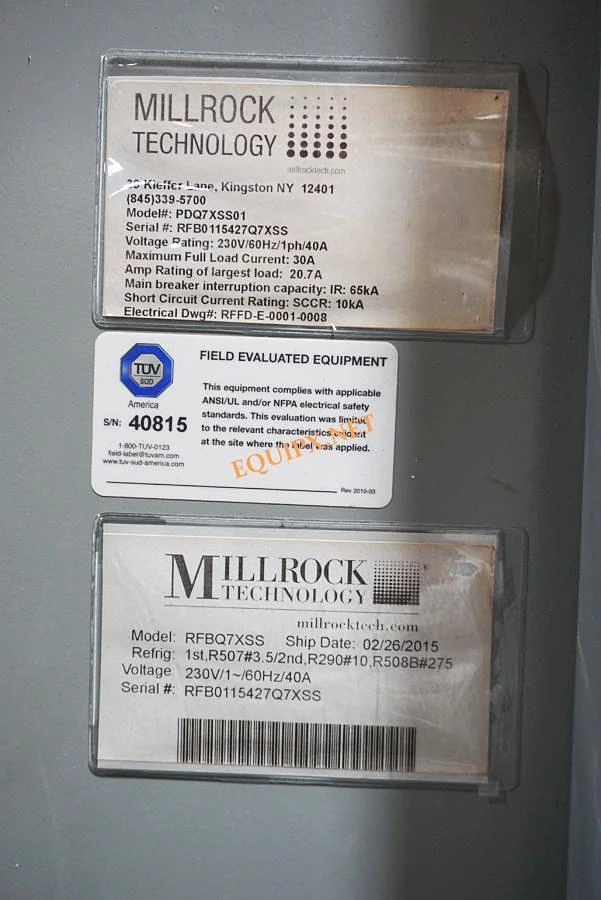 MILLROCK
TECHNOLOGY
millrocktech.com
39 Kieffer Lane, Kingston NY 12401
(845)339-5700
Model#: PDQ7XSS01
Serial #: RFB0115427Q7XSS
Voltage Rating: 230V/60Hz/1ph/40A
Maximum Full Load Current: 30A
Amp Rating of largest load: 20.7A
Main breaker interruption capacity: IR: 65kA
Short Circuit Current Rating: SCCR: 10kA
Electrical Dwg#: RFFD-E-0001-0008
TÜV
SÜD
America
S/N: 40815
1-800-TUV-0123
field-label@tuvam.com
www.tuv-sud-america.com
FIELD EVALUATED EQUIPMENT
This equipment complies with applicable
ANSI/UL and/or NFPA electrical safety
standards. This evaluation was limited
to the relevant characteristics evident
at the site where the label was applied.
Rev 2010-03
EQUIPX.NET
MILLROCK
TECHNOLOGY
millrocktech.com
Model: RFBQ7XSS Ship Date: 02/26/2015
Refrig: 1st,R507#3.5/2nd,R290#10,R508B#275
Voltage: 230V/1~/60Hz/40A
Serial #: RFB0115427Q7XSS